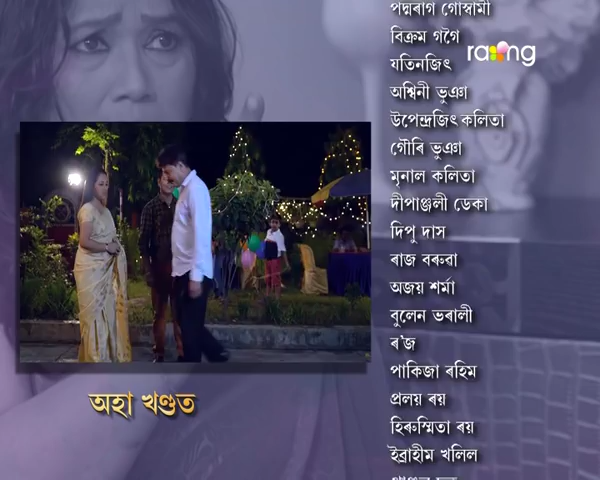 পদ্মৰাগ গোস্বামী
বিক্ৰম গগৈ
rang
যতিনজিৎ
অশ্বিনী ভূঞা
উপেন্দ্ৰজিৎ কলিতা
গৌৰি ভূঞা
মৃনাল কলিতা
দীপাঞ্জলী ডেকা
দিপু দাস
ৰাজ বৰুৱা
অজয় শৰ্মা
বুলেন ভৰালী
ৰ'জ
পাকিজা ৰহিম
প্ৰলয় ৰয়
হিৰুস্মিতা ৰয়
ইব্ৰাহীম খলিল
অহা খণ্ডত